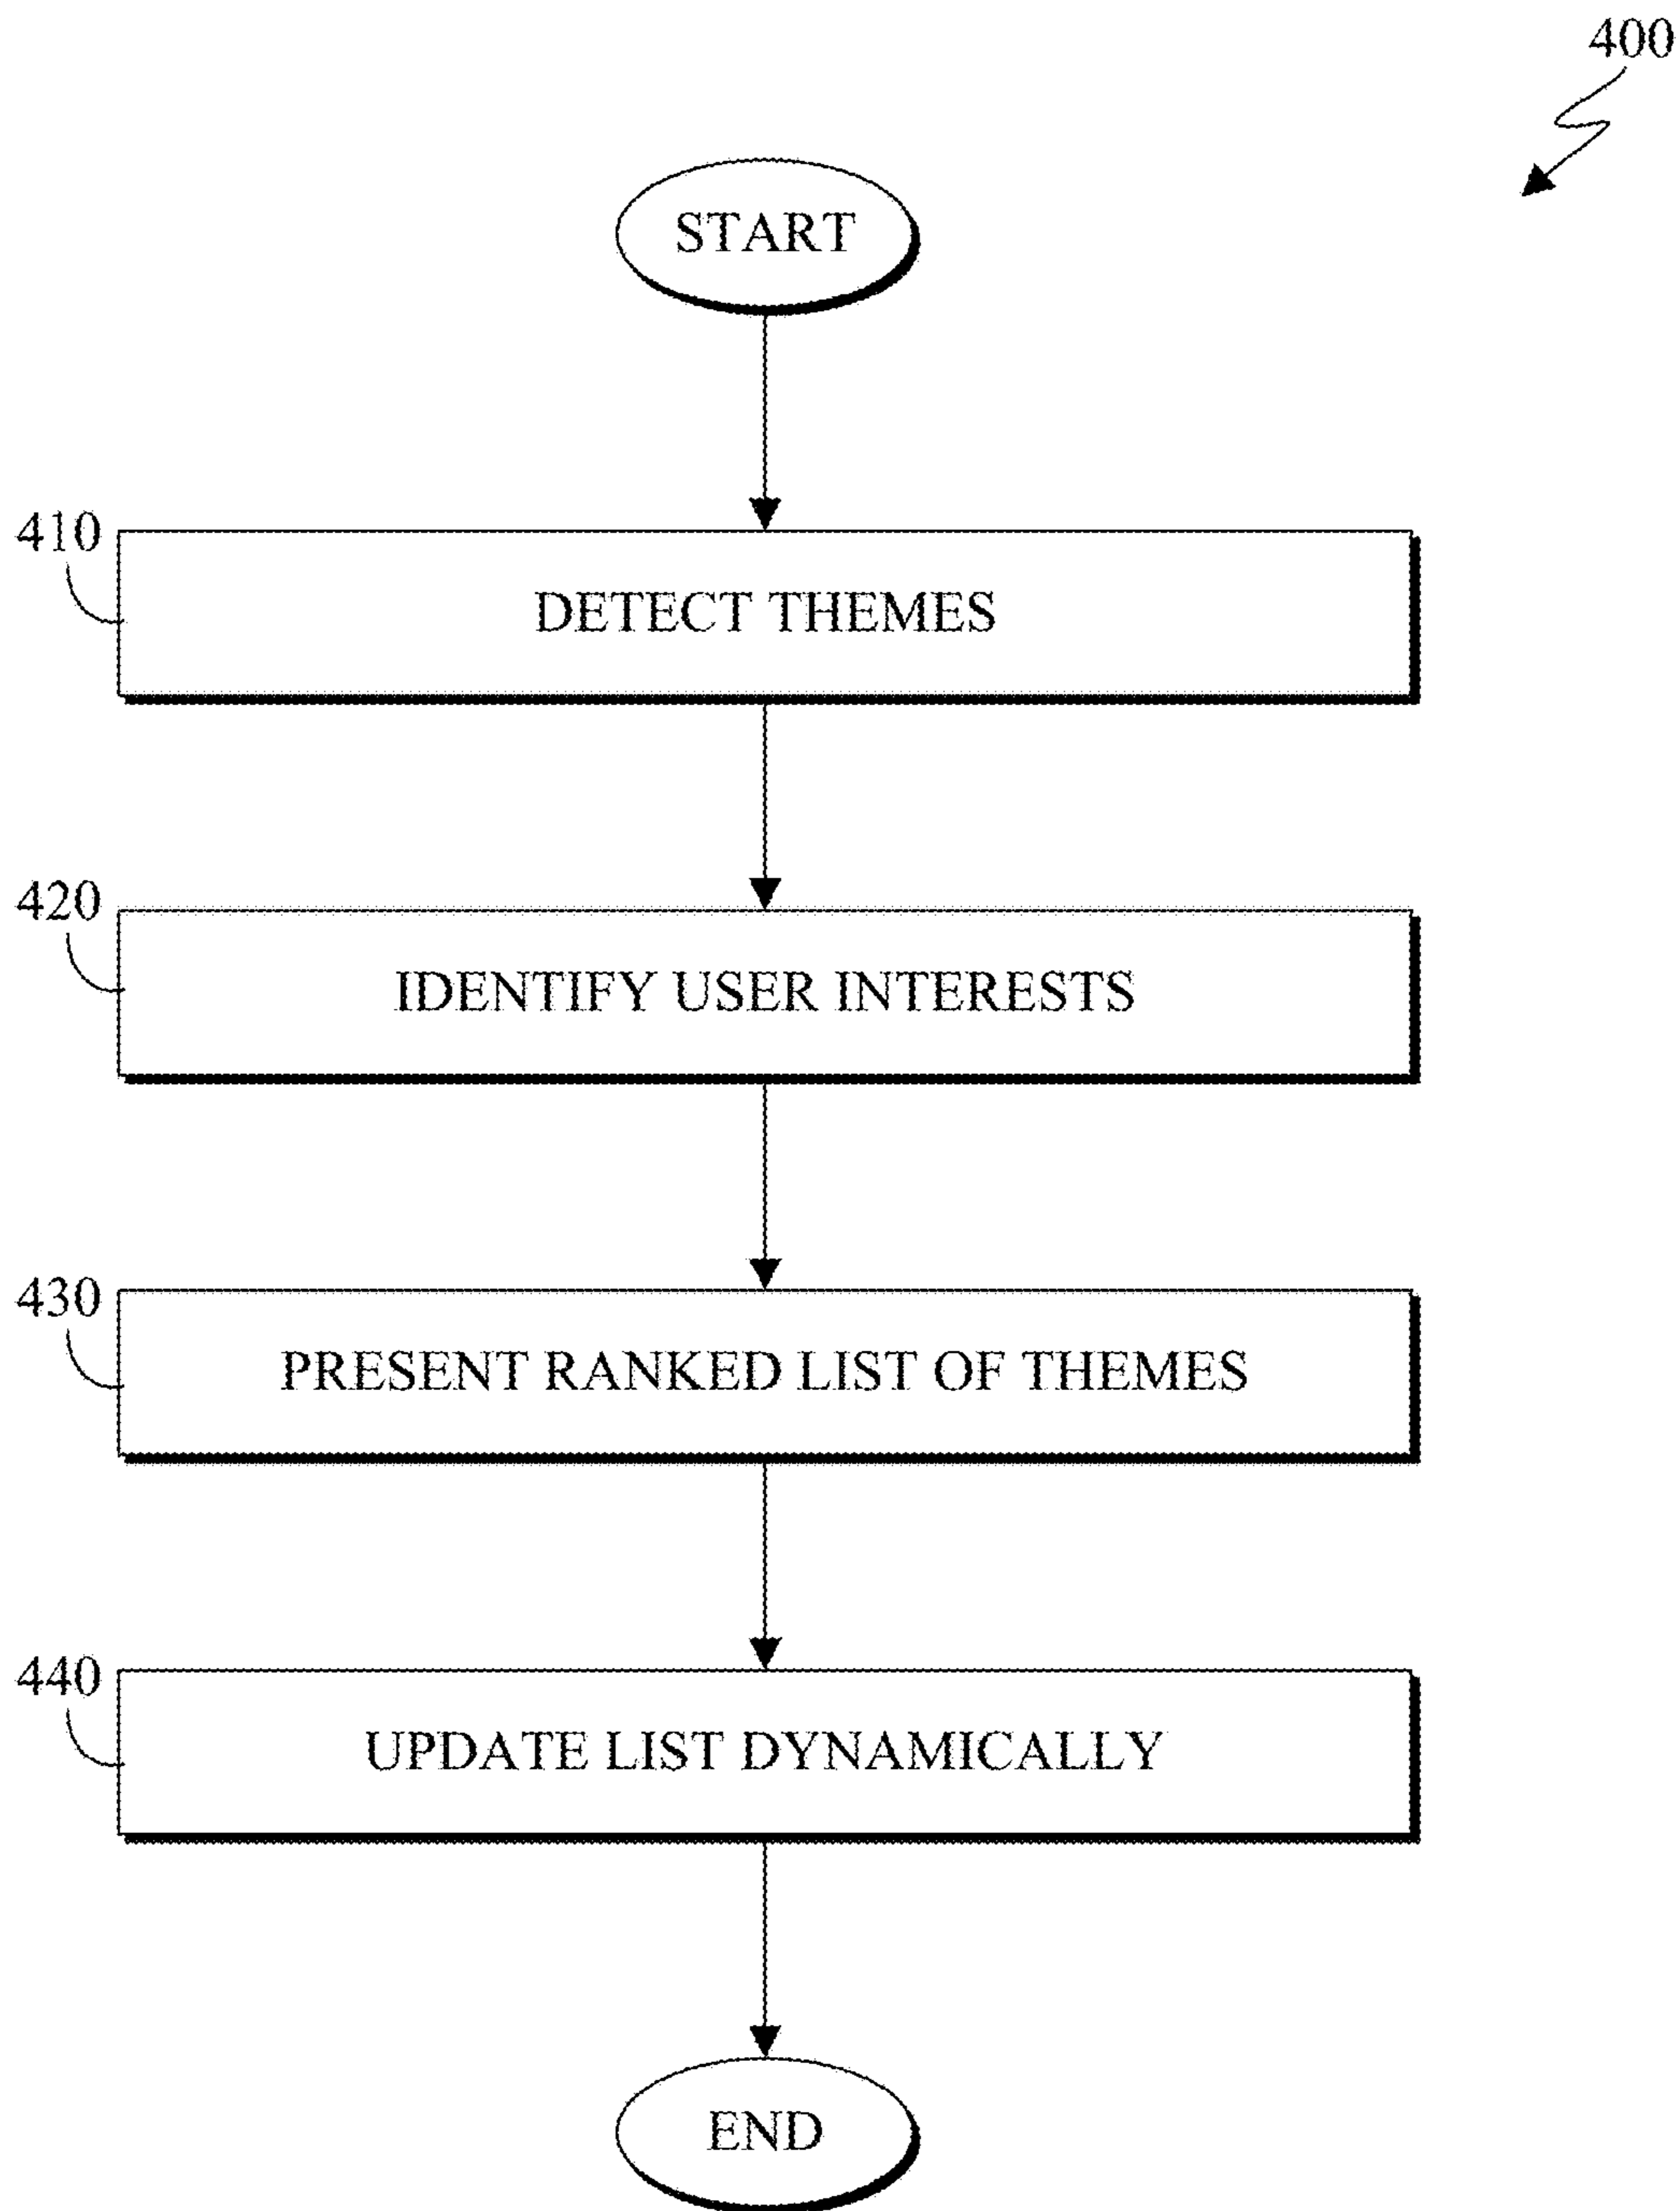 400
START
410
DETECT THEMES
420
IDENTIFY USER INTERESTS
430
PRESENT RANKED LIST OF THEMES
440
UPDATE LIST DYNAMICALLY
END